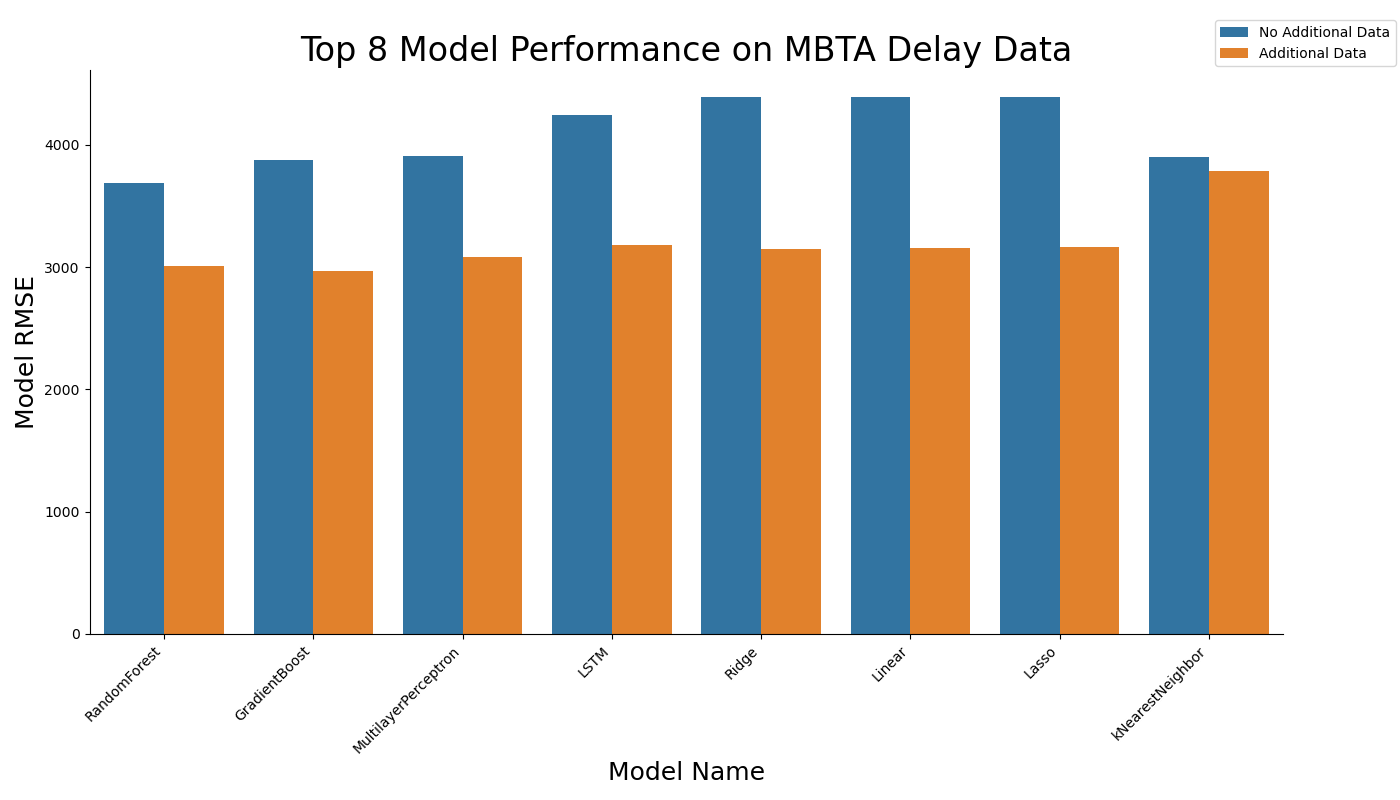 Top 8 Model Performance on MBTA Delay Data
No Additional Data
Additional Data
Model RMSE
4000
3000
2000
1000
0
RandomForest
GradientBoost
MultilayerPerceptron
LSTM
Ridge
Linear
Lasso
kNearestNeighbor
Model Name